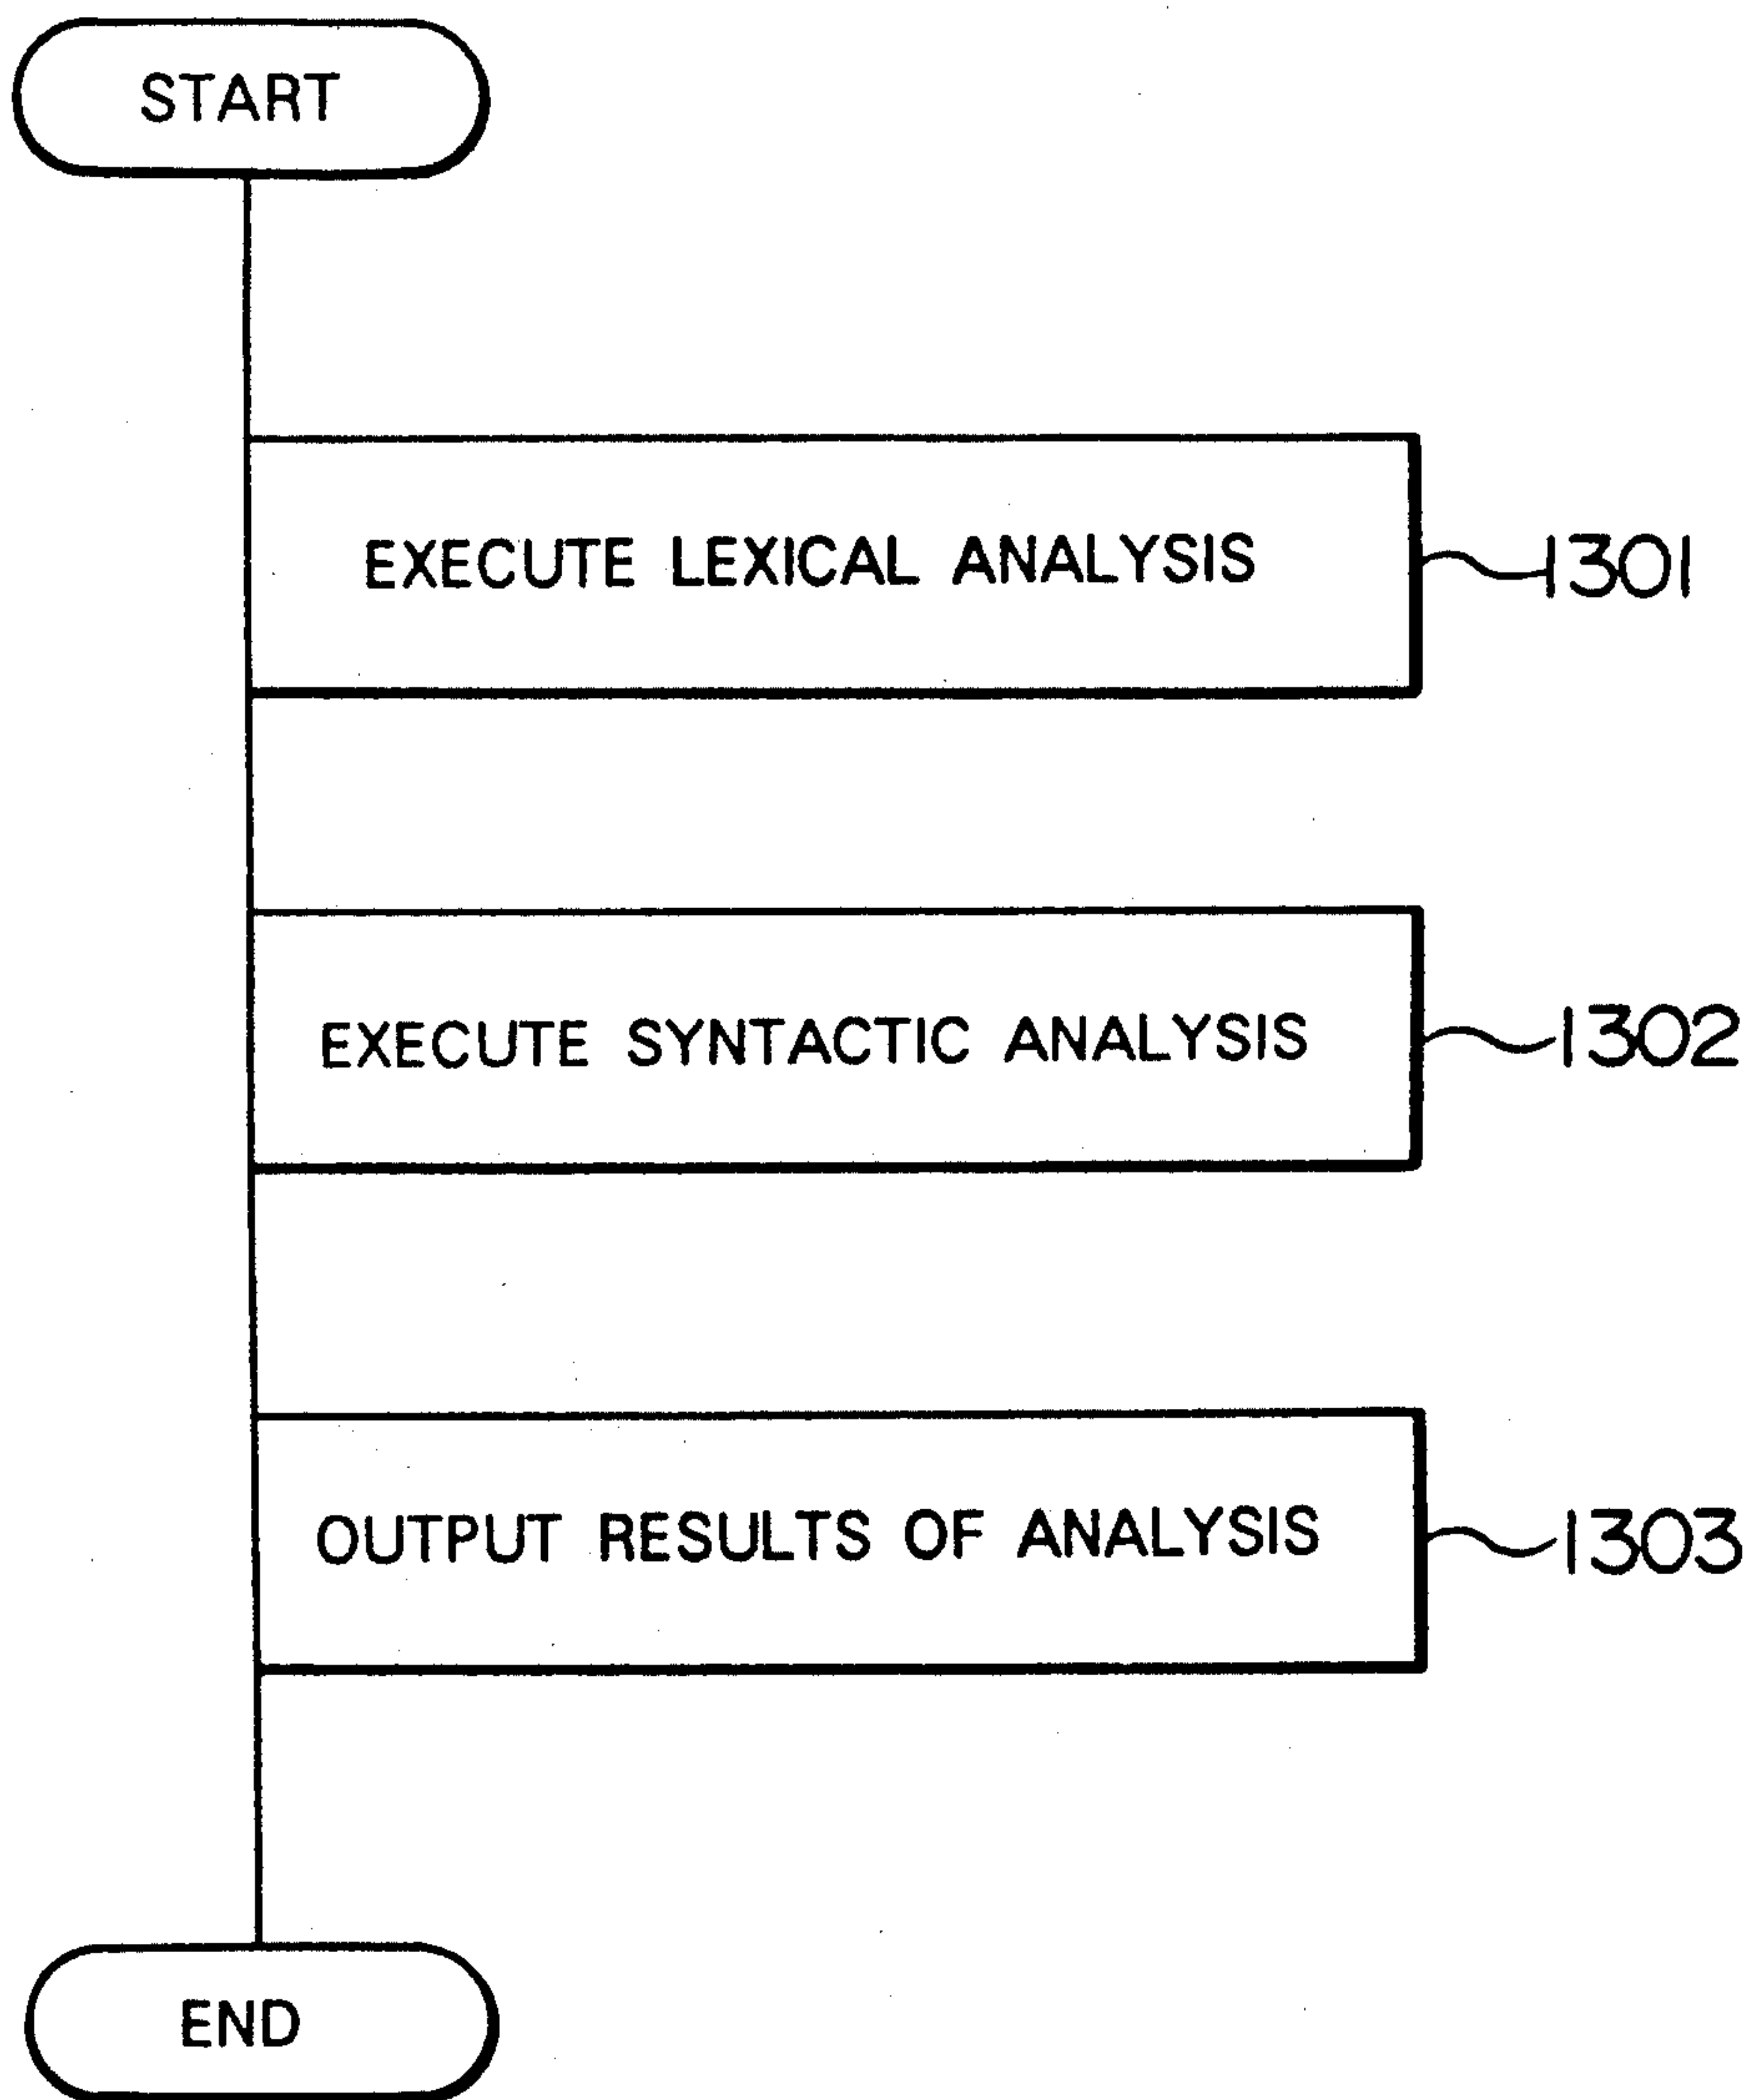 START
EXECUTE LEXICAL ANALYSIS
1301
EXECUTE SYNTACTIC ANALYSIS
1302
OUTPUT RESULTS OF ANALYSIS
1303
END